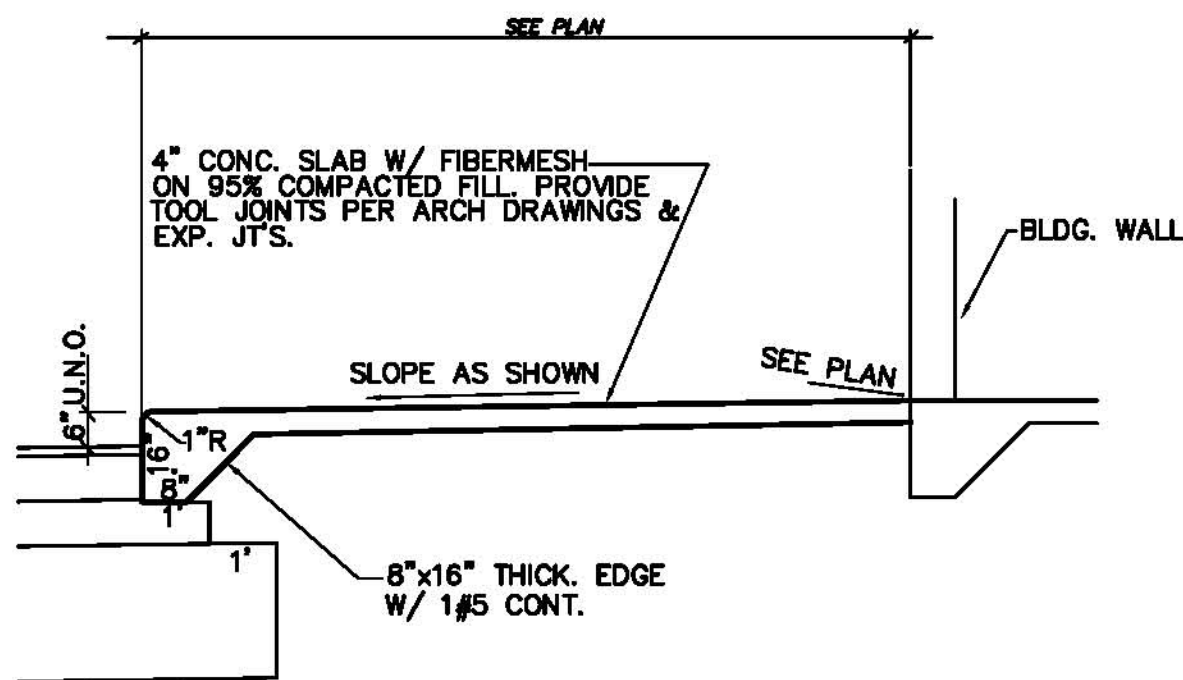 SEE PLAN
4" CONC. SLAB W/ FIBERMESH
ON 95% COMPACTED FILL. PROVIDE
TOOL JOINTS PER ARCH DRAWINGS &
EXP. JT'S.
BLDG. WALL
6" U.N.O.
SLOPE AS SHOWN
SEE PLAN
1"R
16"
8"
1'
1'
8"x16" THICK. EDGE
W/ 1#5 CONT.